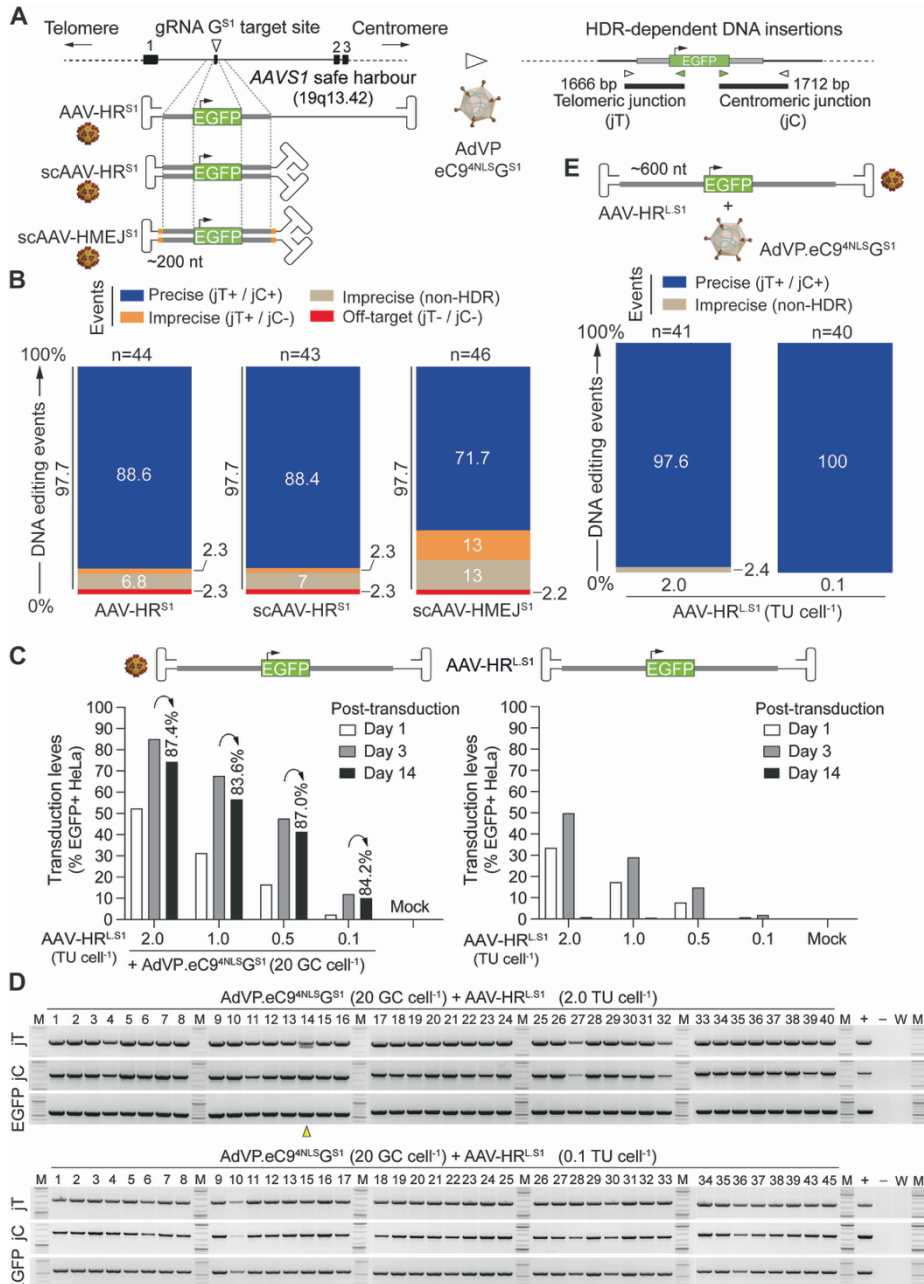 A
Telomere
gRNA G^S1 target site
Centromere
1
2 3
AAVS1 safe harbour
(19q13.42)
AAV-HR^S1
EGFP
scAAV-HR^S1
EGFP
scAAV-HMEJ^S1
EGFP
~200 nt
AdVP
eC9^4NLS G^S1
HDR-dependent DNA insertions
EGFP
1666 bp
1712 bp
Telomeric junction
(jT)
Centromeric junction
(jC)
E
~600 nt
EGFP
AAV-HR^L.S1
+
AdVP.eC9^4NLS G^S1
B
Events
Precise (jT+ / jC+)
Imprecise (non-HDR)
Imprecise (jT+ / jC-)
Off-target (jT- / jC-)
100%
DNA editing events
0%
n=44
97.7
88.6
2.3
6.8
2.3
AAV-HR^S1
n=43
97.7
88.4
2.3
7
2.3
scAAV-HR^S1
n=46
97.7
71.7
13
13
2.2
scAAV-HMEJ^S1
Events
Precise (jT+ / jC+)
Imprecise (non-HDR)
100%
DNA editing events
0%
n=41
n=40
97.6
100
2.4
2.0
0.1
AAV-HR^L.S1 (TU cell^-1)
C
EGFP
AAV-HR^L.S1
EGFP
Transduction levels
(% EGFP+ HeLa)
100
90
80
70
60
50
40
30
20
10
0
Post-transduction
Day 1
Day 3
Day 14
87.4%
83.6%
87.0%
84.2%
Mock
AAV-HR^L.S1
(TU cell^-1)
2.0 1.0 0.5 0.1
+ AdVP.eC9^4NLS G^S1 (20 GC cell^-1)
Transduction levels
(% EGFP+ HeLa)
100
90
80
70
60
50
40
30
20
10
0
Post-transduction
Day 1
Day 3
Day 14
AAV-HR^L.S1
(TU cell^-1)
2.0 1.0 0.5 0.1 Mock
D
AdVP.eC9^4NLS G^S1 (20 GC cell^-1) + AAV-HR^L.S1 (2.0 TU cell^-1)
M 1 2 3 4 5 6 7 8 M 9 10 11 12 13 14 15 16 M 17 18 19 20 21 22 23 24 M 25 26 27 28 29 30 31 32 M 33 34 35 36 37 38 39 40 M + – W M
jT
jC
EGFP
AdVP.eC9^4NLS G^S1 (20 GC cell^-1) + AAV-HR^L.S1 (0.1 TU cell^-1)
M 1 2 3 4 5 6 7 8 M 9 10 11 12 13 14 15 16 17 M 18 19 20 21 22 23 24 25 M 26 27 28 29 30 31 32 33 M 34 35 36 37 38 39 43 45 M + – W M
jT
jC
EGFP